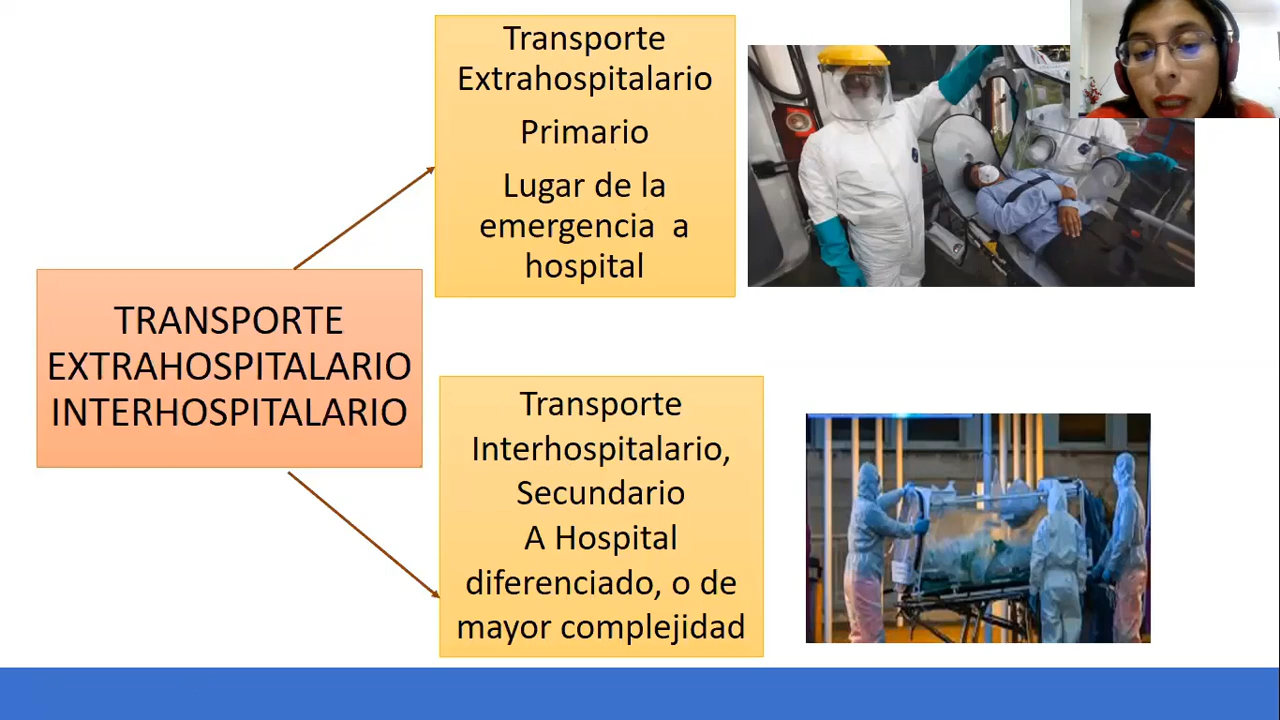 TRANSPORTE
EXTRAHOSPITALARIO
INTERHOSPITALARIO
Transporte
Extrahospitalario
Primario
Lugar de la
emergencia a
hospital
Transporte
Interhospitalario,
Secundario
A Hospital
diferenciado, o de
mayor complejidad